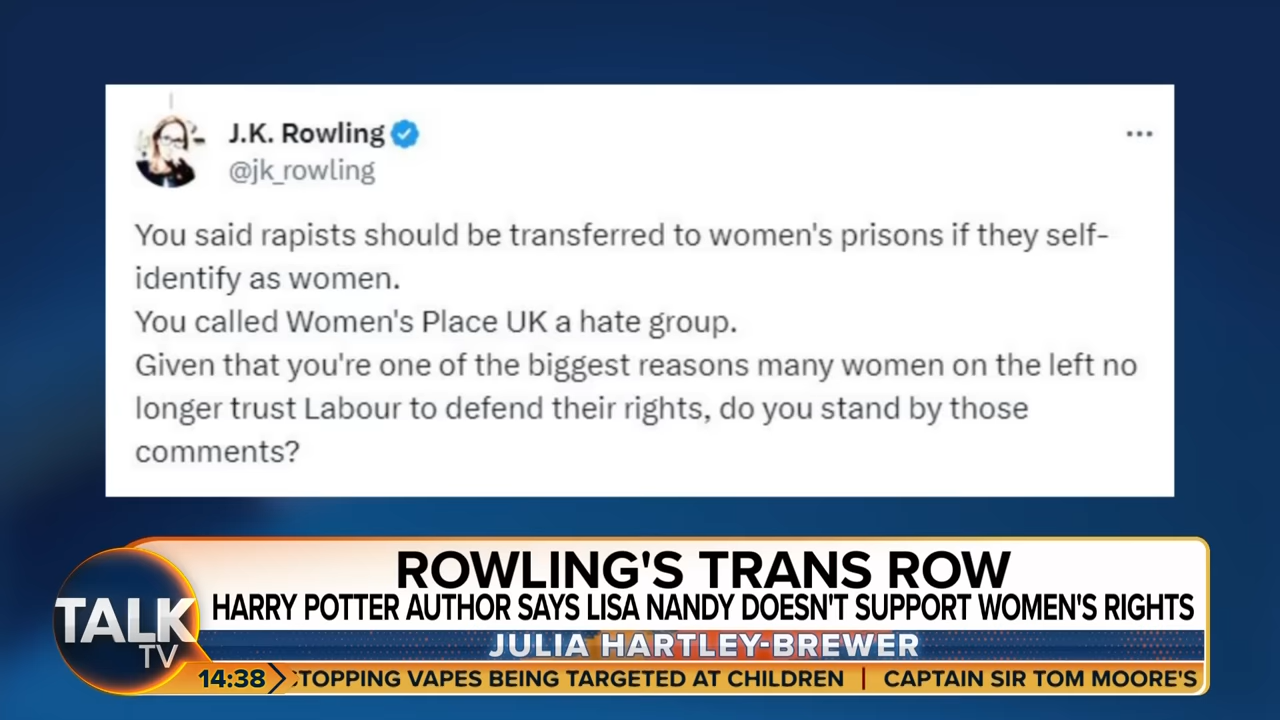 J.K. Rowling
@jk_rowling
You said rapists should be transferred to women's prisons if they self-
identify as women.
You called Women's Place UK a hate group.
Given that you're one of the biggest reasons many women on the left no
longer trust Labour to defend their rights, do you stand by those
comments?
ROWLING'S TRANS ROW
HARRY POTTER AUTHOR SAYS LISA NANDY DOESN'T SUPPORT WOMEN'S RIGHTS
JULIA HARTLEY-BREWER
TALK
TV
14:38 TOPPING VAPES BEING TARGETED AT CHILDREN | CAPTAIN SIR TOM MOORE'S